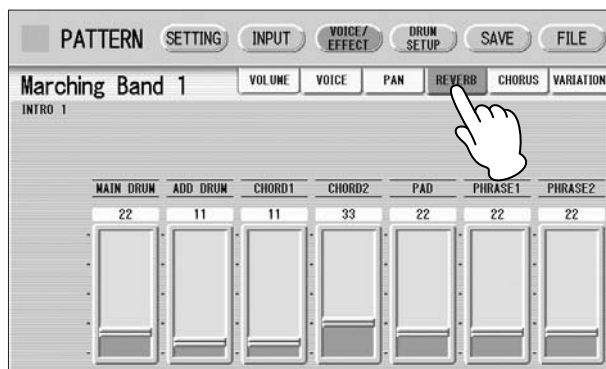 PATTERN SETTING INPUT VOICE/ EFFECT DRUM SETUP SAVE FILE
Marching Band 1 VOLUME VOICE PAN REVERB CHORUS VARIATION
INTRO 1
MAIN DRUM ADD DRUM CHORD1 CHORD2 PAD PHRASE1 PHRASE2
22 11 11 33 22 22 22